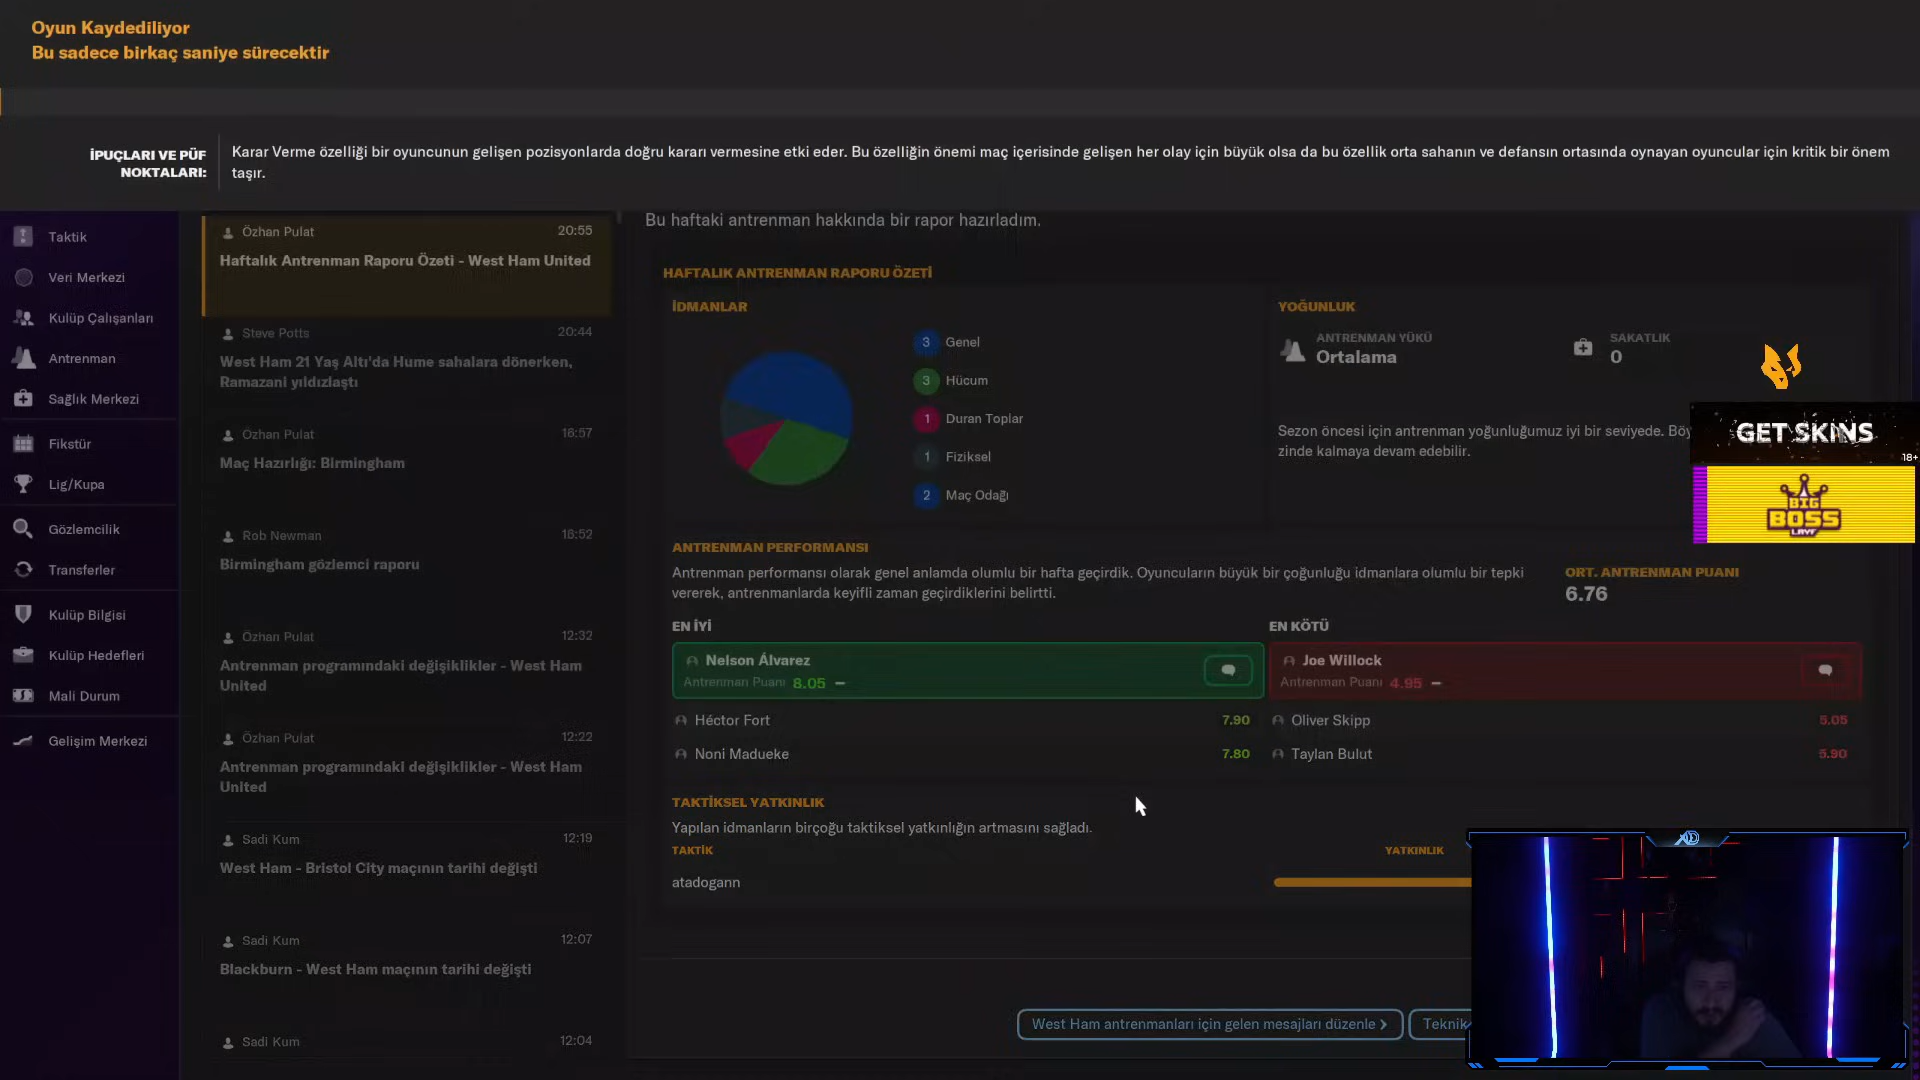 Oyun Kaydediliyor
Bu sadece birkaç saniye sürecektir
İPUÇLARI VE PÜF
NOKTALARI:
Karar Verme özelliği bir oyuncunun gelişen pozisyonlarda doğru kararı vermesine etki eder. Bu özelliğin önemi maç içerisinde gelişen her olay için büyük olsa da bu özellik orta sahanın ve defansın ortasında oynayan oyuncular için kritik bir önem
taşır.
Taktik
Veri Merkezi
Kulüp Çalışanları
Antrenman
Sağlık Merkezi
Fikstür
Lig/Kupa
Gözlemcilik
Transferler
Kulüp Bilgisi
Kulüp Hedefleri
Mali Durum
Gelişim Merkezi
Özhan Pulat 20:55
Haftalık Antrenman Raporu Özeti - West Ham United
Steve Potts 20:44
West Ham 21 Yaş Altı'da Hume sahalara dönerken,
Ramazani yıldızlaştı
Özhan Pulat 16:57
Maç Hazırlığı: Birmingham
Rob Newman 16:52
Birmingham gözlemci raporu
Özhan Pulat 12:32
Antrenman programındaki değişiklikler - West Ham
United
Özhan Pulat 12:22
Antrenman programındaki değişiklikler - West Ham
United
Sadi Kum 12:19
West Ham - Bristol City maçının tarihi değişti
Sadi Kum 12:07
Blackburn - West Ham maçının tarihi değişti
Sadi Kum 12:04
Bu haftaki antrenman hakkında bir rapor hazırladım.
HAFTALIK ANTRENMAN RAPORU ÖZETİ
İDMANLAR
3 Genel
3 Hücum
1 Duran Toplar
1 Fiziksel
2 Maç Odağı
YOĞUNLUK
ANTRENMAN YÜKÜ
Ortalama
SAKATLIK
0
Sezon öncesi için antrenman yoğunluğumuz iyi bir seviyede. Böy
zinde kalmaya devam edebilir.
ANTRENMAN PERFORMANSI
Antrenman performansı olarak genel anlamda olumlu bir hafta geçirdik. Oyuncuların büyük bir çoğunluğu idmanlara olumlu bir tepki
vererek, antrenmanlarda keyifli zaman geçirdiklerini belirtti.
ORT. ANTRENMAN PUANI
6.76
EN İYİ
Nelson Álvarez
Antrenman Puanı 8.05 –
Héctor Fort 7.90
Noni Madueke 7.80
EN KÖTÜ
Joe Willock
Antrenman Puanı 4.95 –
Oliver Skipp 5.05
Taylan Bulut 5.90
TAKTİKSEL YATKINLIK
Yapılan idmanların birçoğu taktiksel yatkınlığın artmasını sağladı.
TAKTİK YATKINLIK
atadogann
West Ham antrenmanları için gelen mesajları düzenle
Teknik
GET SKINS
18+
BIG
BOSS